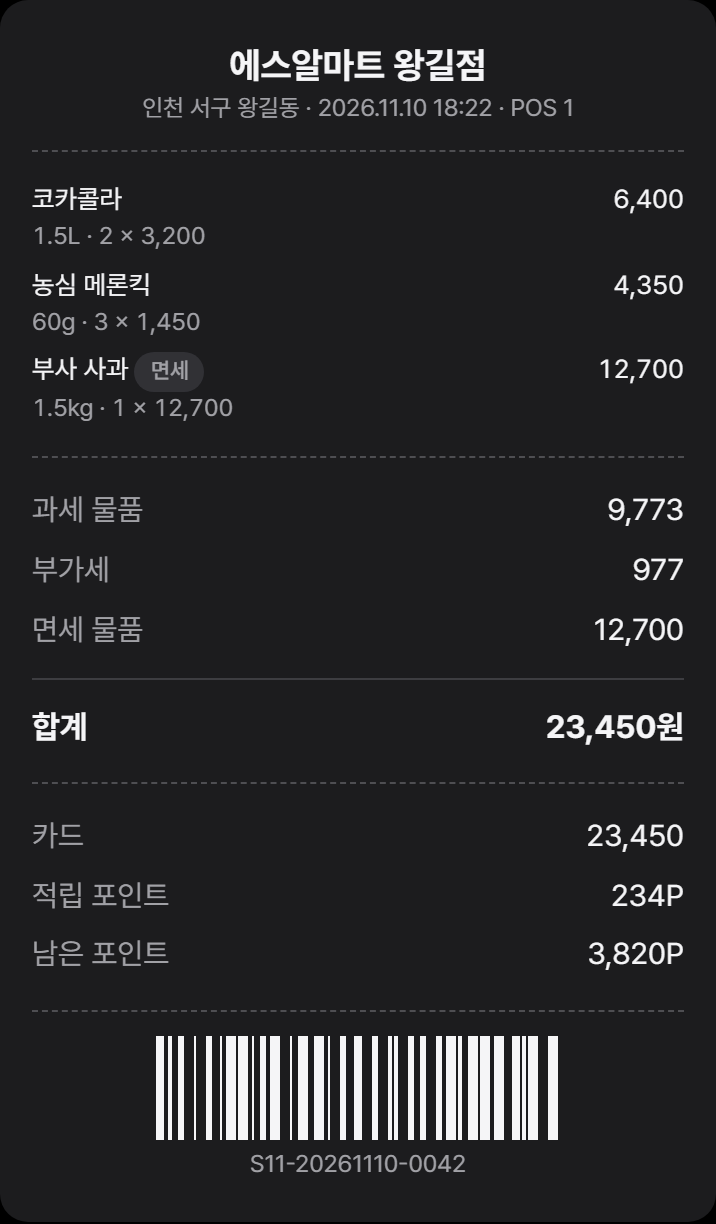 에스알마트 왕길점
인천 서구 왕길동 · 2026.11.10 18:22 · POS 1
코카콜라 6,400
1.5L · 2 × 3,200
농심 메론킥 4,350
60g · 3 × 1,450
부사 사과 면세 12,700
1.5kg · 1 × 12,700
과세 물품 9,773
부가세 977
면세 물품 12,700
합계 23,450원
카드 23,450
적립 포인트 234P
남은 포인트 3,820P
S11-20261110-0042